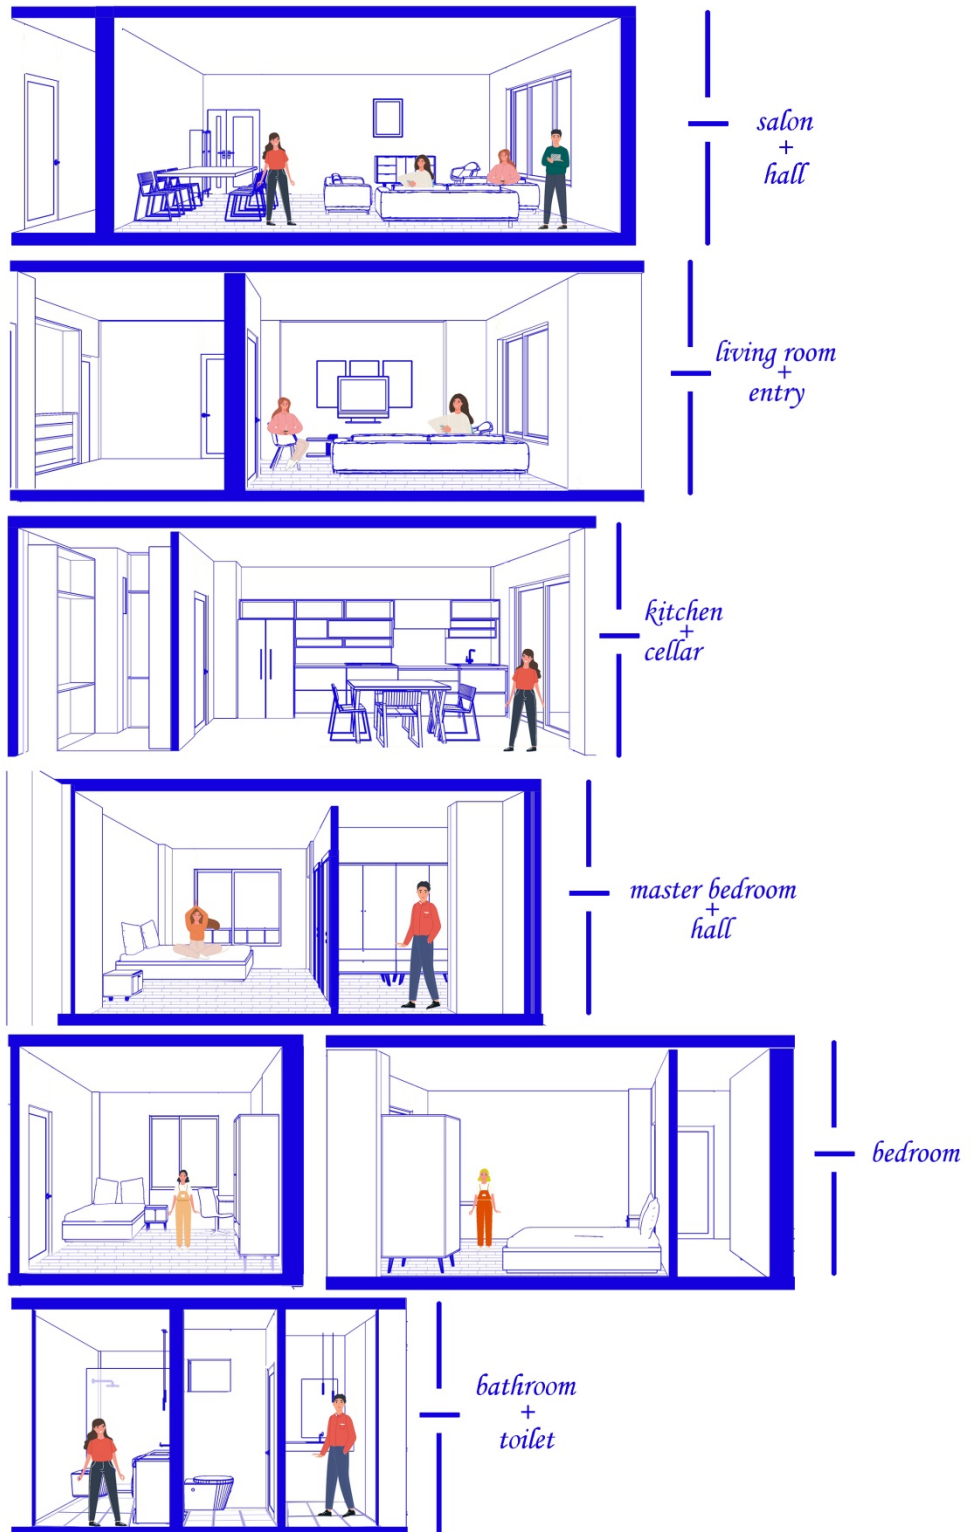 salon
+
hall
living room
+
entry
kitchen
+
cellar
master bedroom
+
hall
bedroom
bathroom
+
toilet